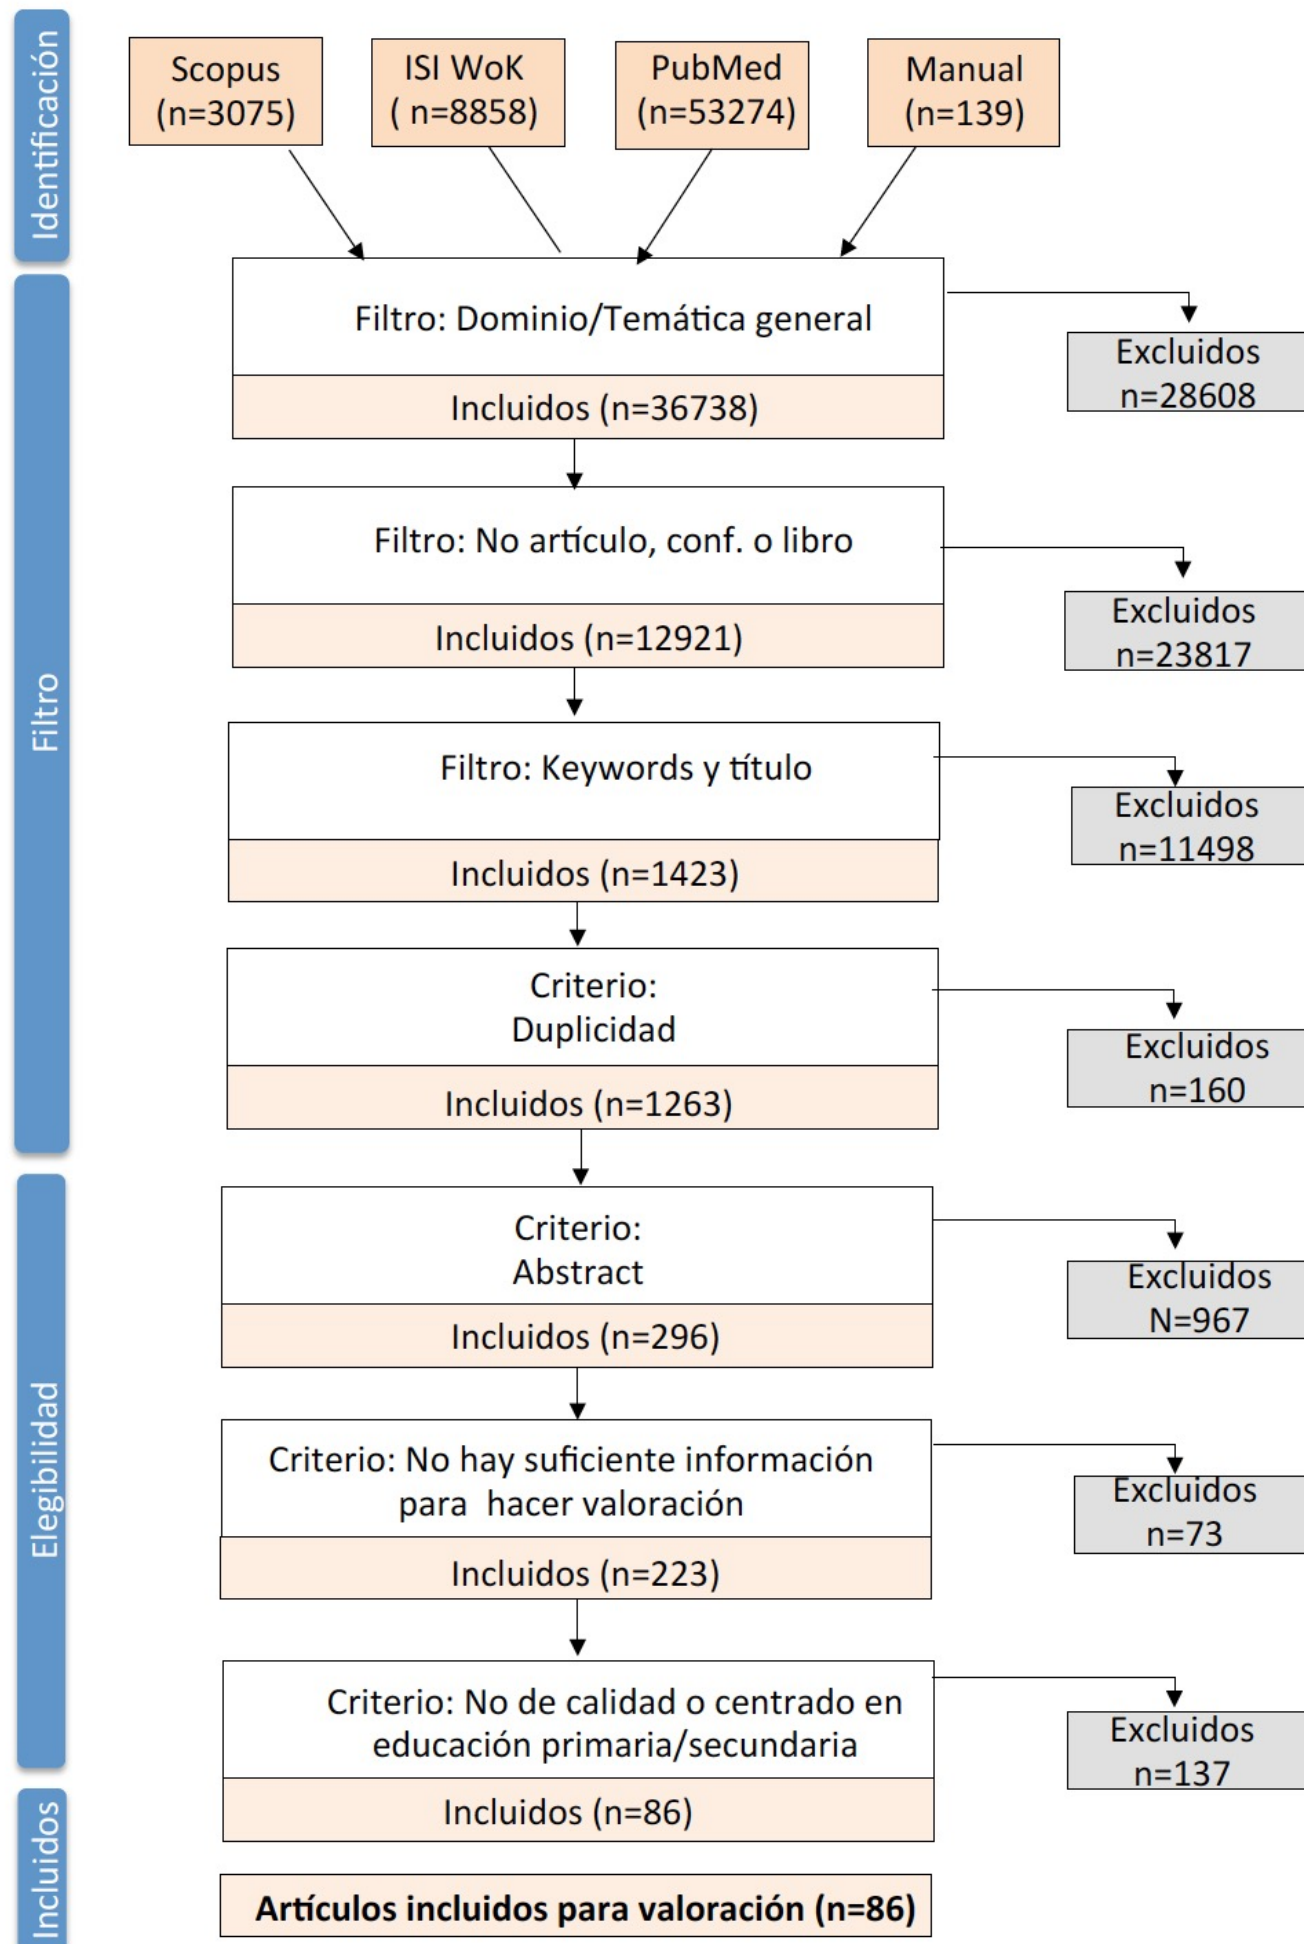 Identificación
Scopus
(n=3075)
ISI WoK
( n=8858)
PubMed
(n=53274)
Manual
(n=139)
Filtro
Filtro: Dominio/Temática general
Incluidos (n=36738)
Excluidos
n=28608
Filtro: No artículo, conf. o libro
Incluidos (n=12921)
Excluidos
n=23817
Filtro: Keywords y título
Incluidos (n=1423)
Excluidos
n=11498
Criterio:
Duplicidad
Incluidos (n=1263)
Excluidos
n=160
Elegibilidad
Criterio:
Abstract
Incluidos (n=296)
Excluidos
N=967
Criterio: No hay suficiente información
para hacer valoración
Incluidos (n=223)
Excluidos
n=73
Criterio: No de calidad o centrado en
educación primaria/secundaria
Incluidos (n=86)
Excluidos
n=137
Incluidos
Artículos incluidos para valoración (n=86)